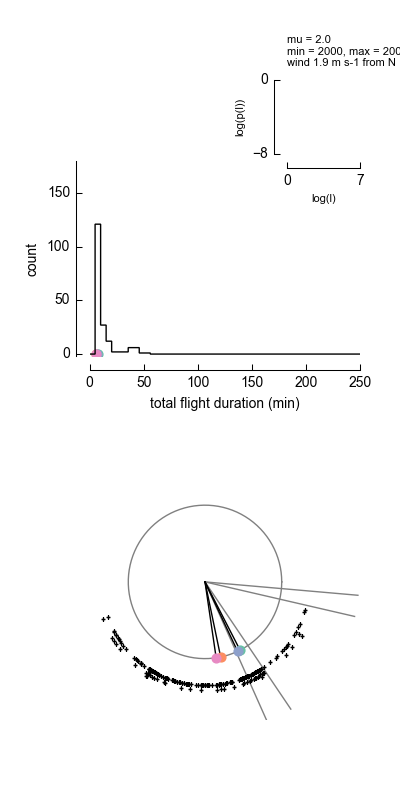 mu = 2.0
min = 2000, max = 200
wind 1.9 m s-1 from N
0
−8
log(p(l))
0 7
log(l)
150
100
50
0
count
0 50 100 150 200 250
total flight duration (min)